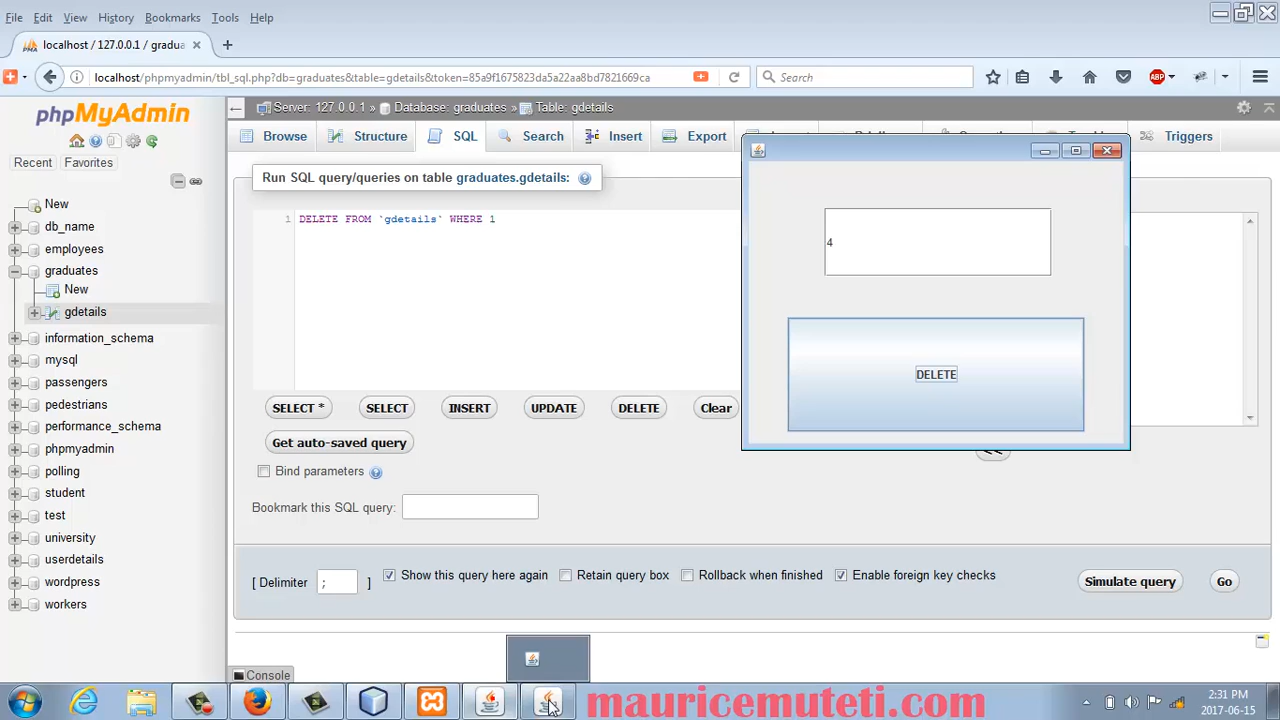 File Edit View History Bookmarks Tools Help
localhost / 127.0.0.1 / gradua
localhost/phpmyadmin/tbl_sql.php?db=graduates&table=gdetails&token=85a9f1675823da5a22aa8bd7821669ca
Search
ABP
phpMyAdmin
Server: 127.0.0.1 » Database: graduates » Table: gdetails
Browse Structure SQL Search Insert Export Triggers
Recent Favorites
Run SQL query/queries on table graduates.gdetails:
New
db_name
employees
graduates
New
gdetails
information_schema
mysql
passengers
pedestrians
performance_schema
phpmyadmin
polling
student
test
university
userdetails
wordpress
workers
1 DELETE FROM `gdetails` WHERE 1
4
DELETE
SELECT * SELECT INSERT UPDATE DELETE Clear
<<
Get auto-saved query
Bind parameters
Bookmark this SQL query:
[ Delimiter ; ] Show this query here again Retain query box Rollback when finished Enable foreign key checks Simulate query Go
Console
mauricemuteti.com
2:31 PM
2017-06-15